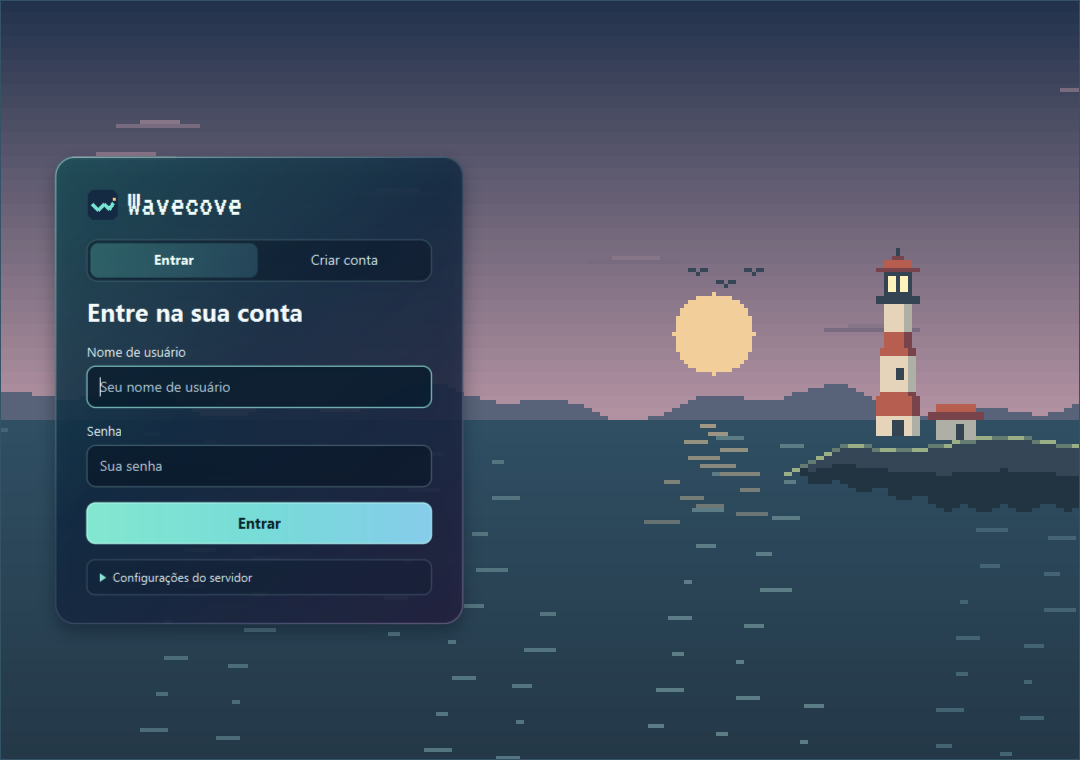 Wavecove
Entrar
Criar conta
Entre na sua conta
Nome de usuário
Seu nome de usuário
Senha
Sua senha
Entrar
Configurações do servidor